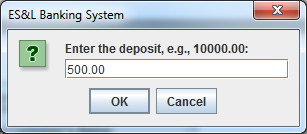 ES&L Banking System
Enter the deposit, e.g., 10000.00:
500.00
OK
Cancel